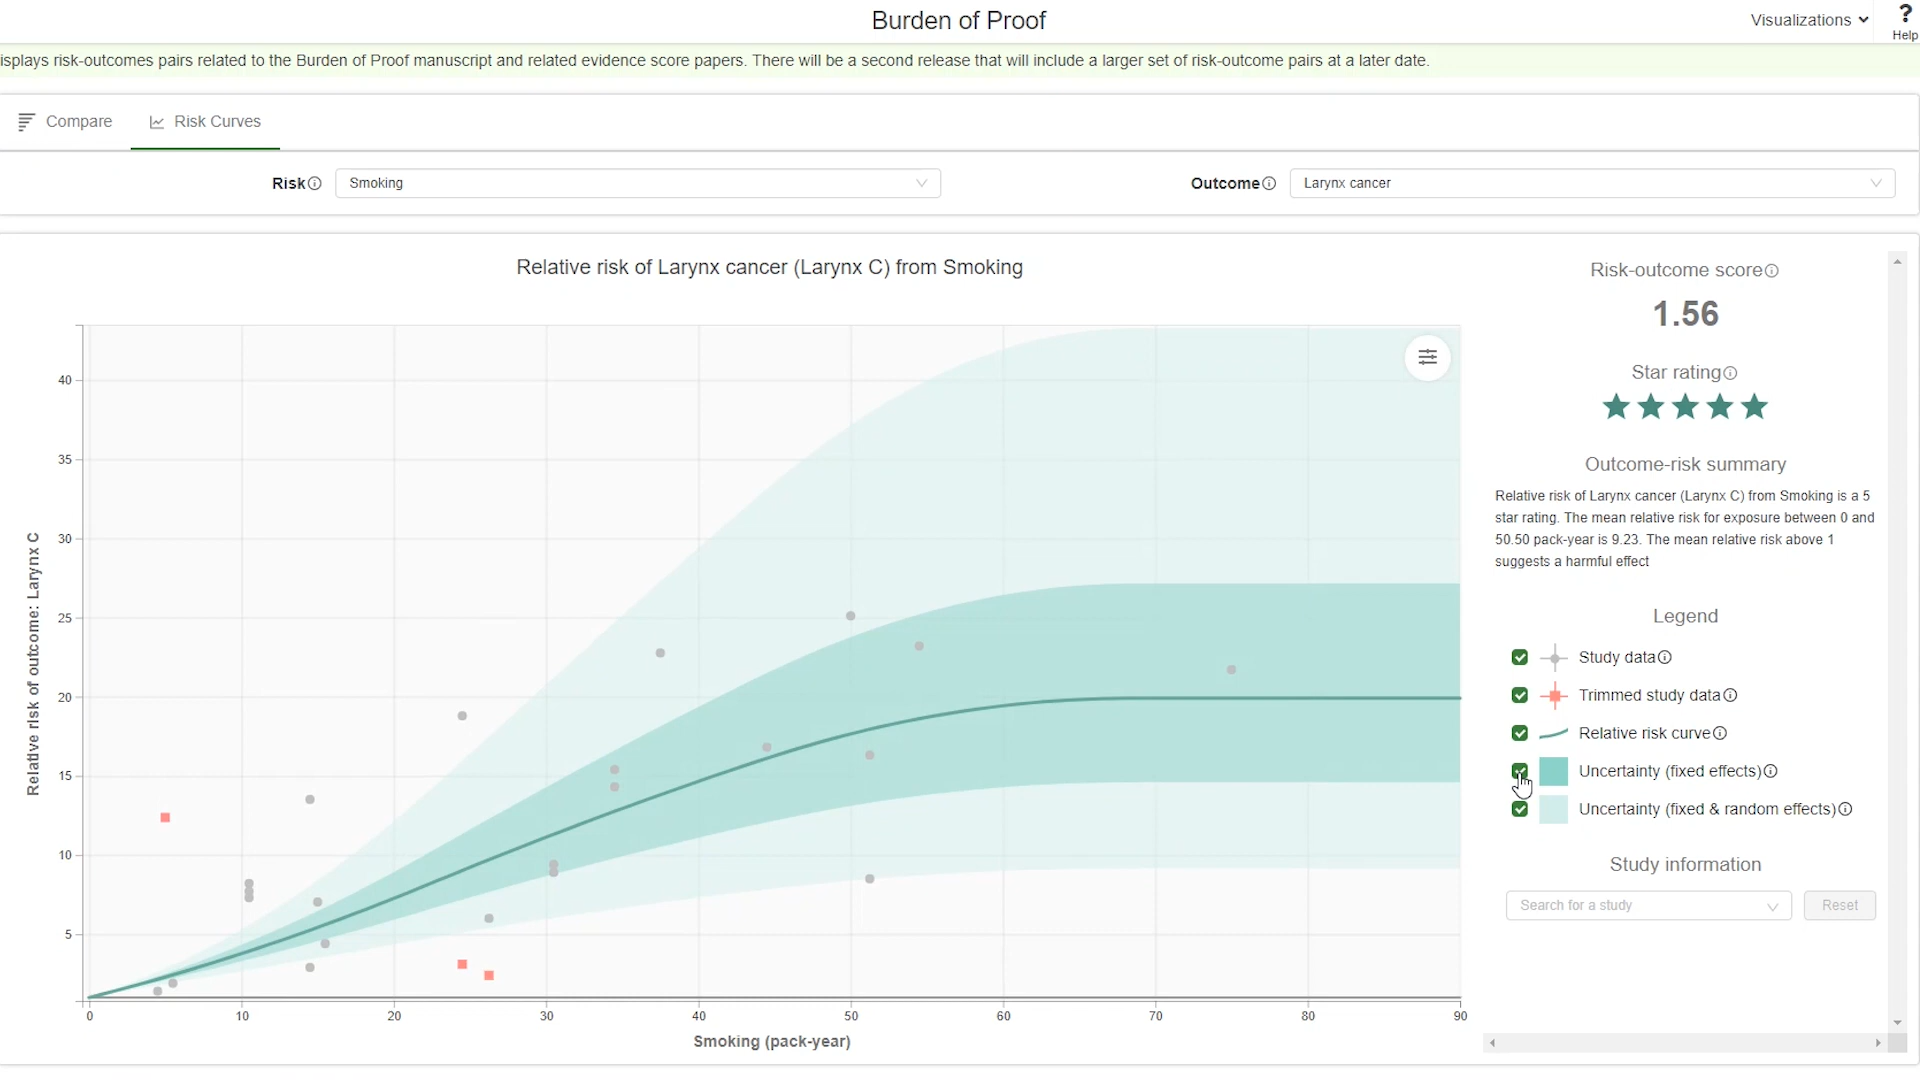 Burden of Proof
Visualizations
?
Help
isplays risk-outcomes pairs related to the Burden of Proof manuscript and related evidence score papers. There will be a second release that will include a larger set of risk-outcome pairs at a later date.
Compare
Risk Curves
Risk
Smoking
Outcome
Larynx cancer
Relative risk of Larynx cancer (Larynx C) from Smoking
Relative risk of outcome: Larynx C
40
35
30
25
20
15
10
5
0 10 20 30 40 50 60 70 80 90
Smoking (pack-year)
Risk-outcome score
1.56
Star rating
Outcome-risk summary
Relative risk of Larynx cancer (Larynx C) from Smoking is a 5
star rating. The mean relative risk for exposure between 0 and
50.50 pack-year is 9.23. The mean relative risk above 1
suggests a harmful effect
Legend
Study data
Trimmed study data
Relative risk curve
Uncertainty (fixed effects)
Uncertainty (fixed & random effects)
Study information
Search for a study
Reset